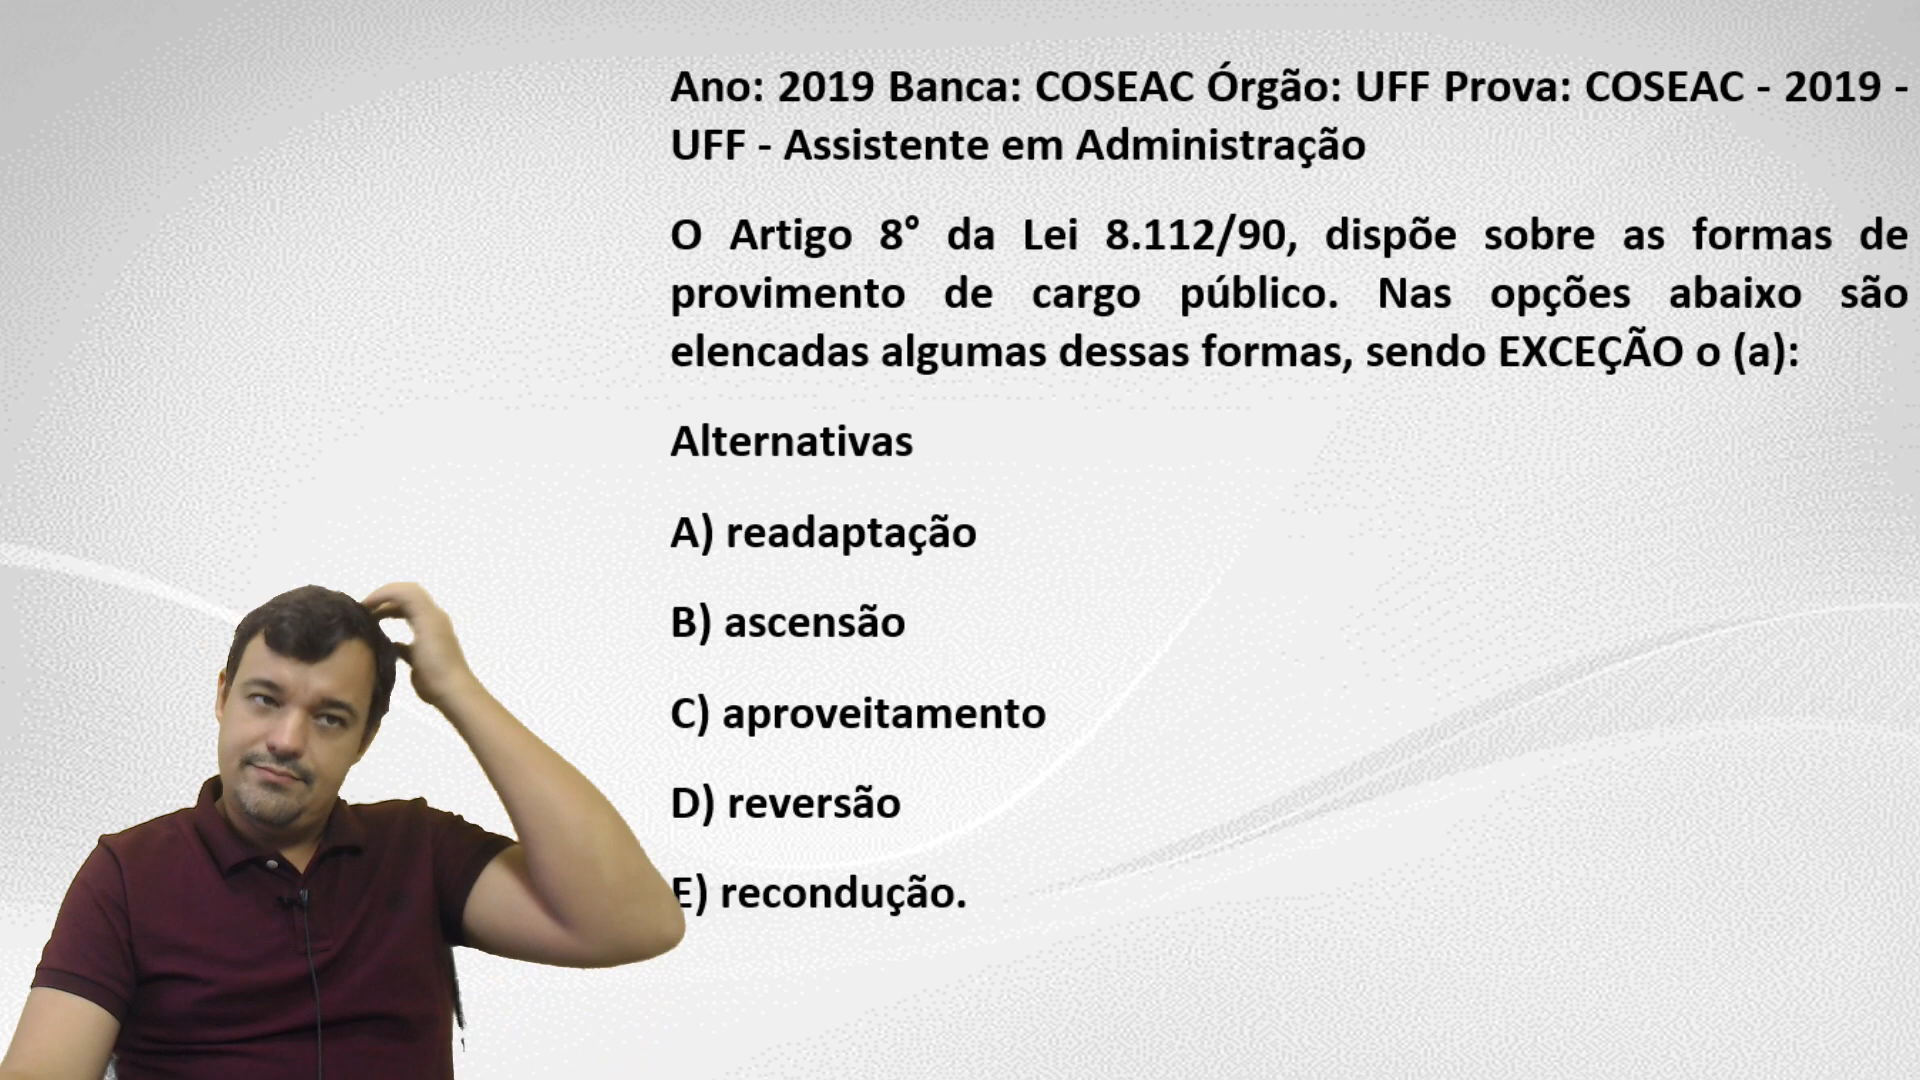 Ano: 2019 Banca: COSEAC Órgão: UFF Prova: COSEAC - 2019 -
UFF - Assistente em Administração
O Artigo 8° da Lei 8.112/90, dispõe sobre as formas de
provimento de cargo público. Nas opções abaixo são
elencadas algumas dessas formas, sendo EXCEÇÃO o (a):
Alternativas
A) readaptação
B) ascensão
C) aproveitamento
D) reversão
E) recondução.